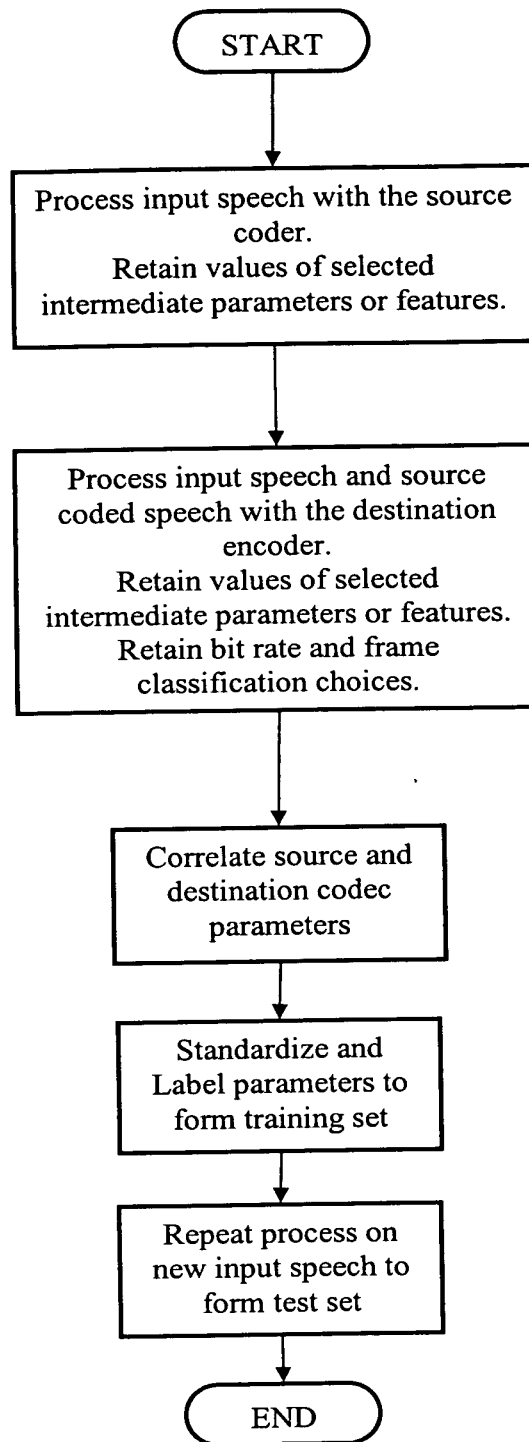 START
Process input speech with the source
coder.
Retain values of selected
intermediate parameters or features.
Process input speech and source
coded speech with the destination
encoder.
Retain values of selected
intermediate parameters or features.
Retain bit rate and frame
classification choices.
Correlate source and
destination codec
parameters
Standardize and
Label parameters to
form training set
Repeat process on
new input speech to
form test set
END